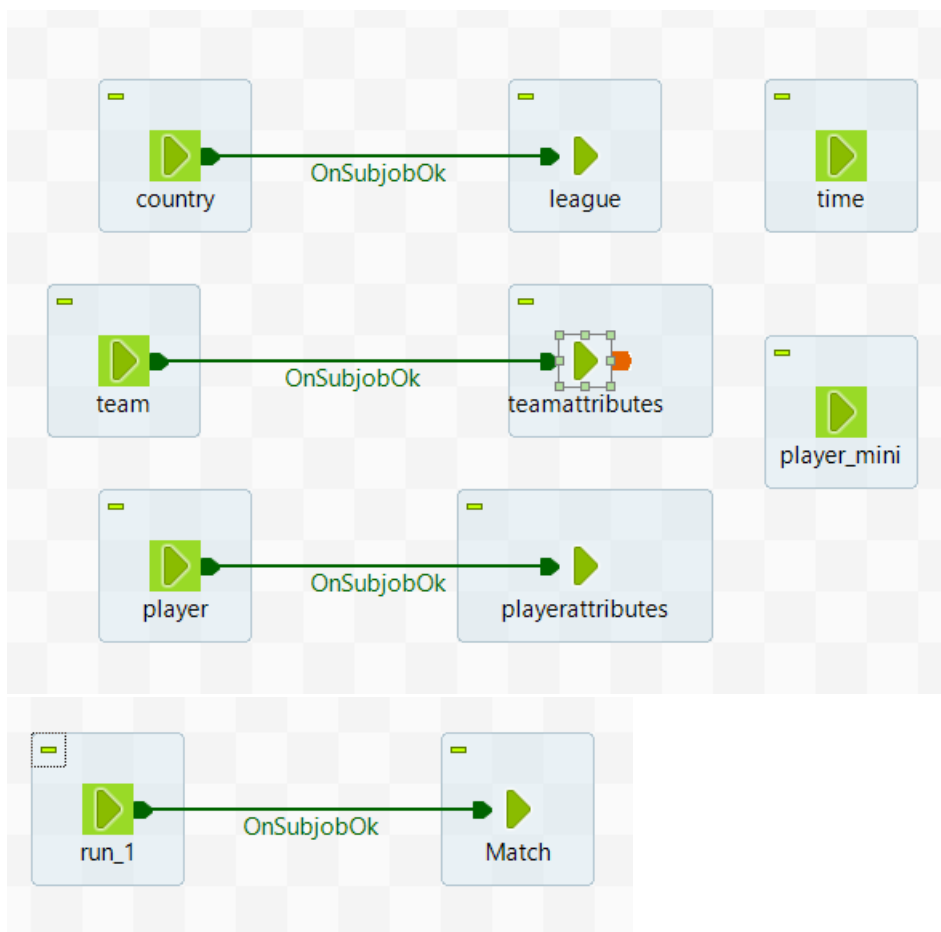 OnSubjobOk
country
league
time
OnSubjobOk
team
teamattributes
player_mini
OnSubjobOk
player
playerattributes
OnSubjobOk
run_1
Match